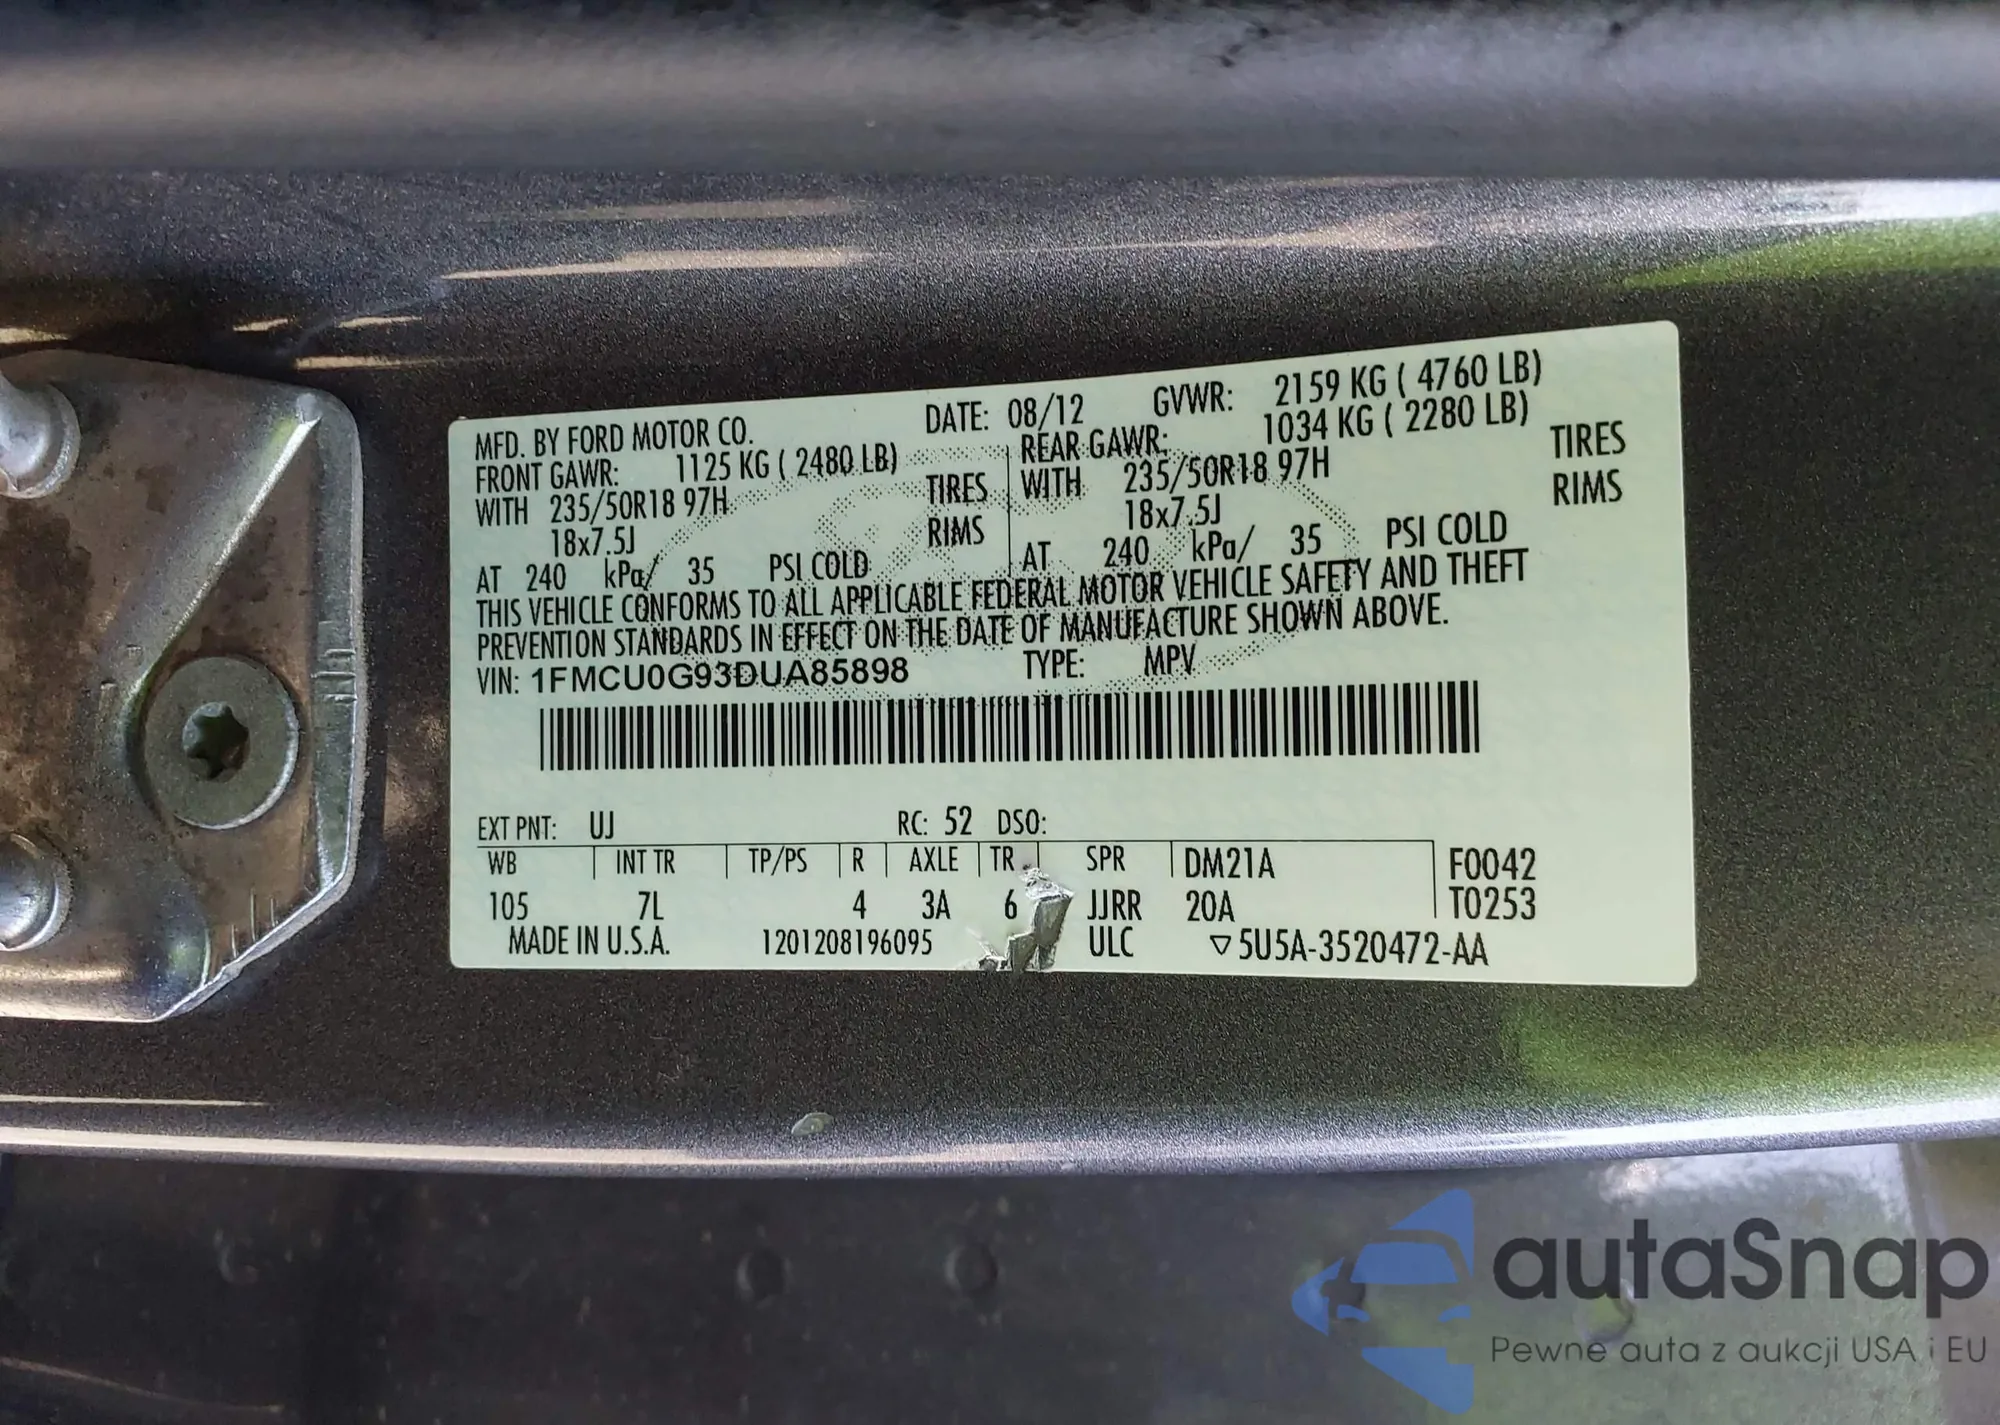 MFD. BY FORD MOTOR CO. DATE: 08/12 GVWR: 2159 KG ( 4760 LB)
FRONT GAWR: 1125 KG ( 2480 LB) REAR GAWR: 1034 KG ( 2280 LB)
WITH 235/50R18 97H TIRES WITH 235/50R18 97H TIRES
18x7.5J RIMS 18x7.5J RIMS
AT 240 kPa/ 35 PSI COLD AT 240 kPa/ 35 PSI COLD
THIS VEHICLE CONFORMS TO ALL APPLICABLE FEDERAL MOTOR VEHICLE SAFETY AND THEFT
PREVENTION STANDARDS IN EFFECT ON THE DATE OF MANUFACTURE SHOWN ABOVE.
VIN: 1FMCU0G93DUA85898 TYPE: MPV
EXT PNT: UJ RC: 52 DSO:
WB INT TR TP/PS R AXLE TR SPR DM21A F0042
105 7L 4 3A 6 JJRR 20A T0253
MADE IN U.S.A. 1201208196095 ULC ▽5U5A-3520472-AA
autaSnap
Pewne auta z aukcji USA i EU